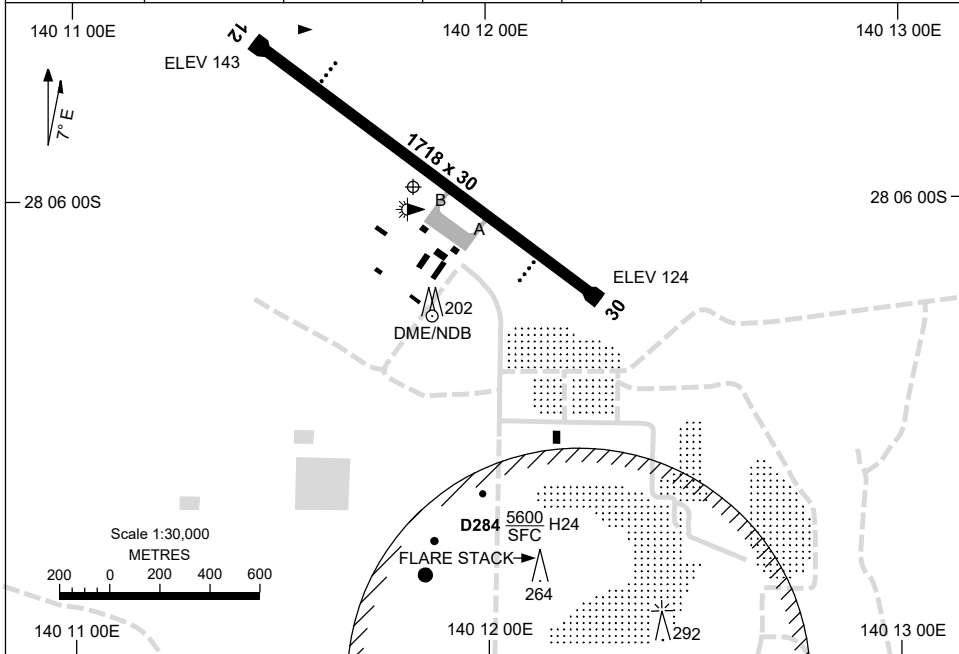 140 11 00E
140 12 00E
140 13 00E
12
ELEV 143
7° E
1718 x 30
28 06 00S
28 06 00S
B
A
ELEV 124
30
202
DME/NDB
D284 5600 H24
SFC
Scale 1:30,000
METRES
200 0 200 400 600
FLARE STACK
264
292
140 11 00E
140 12 00E
140 13 00E